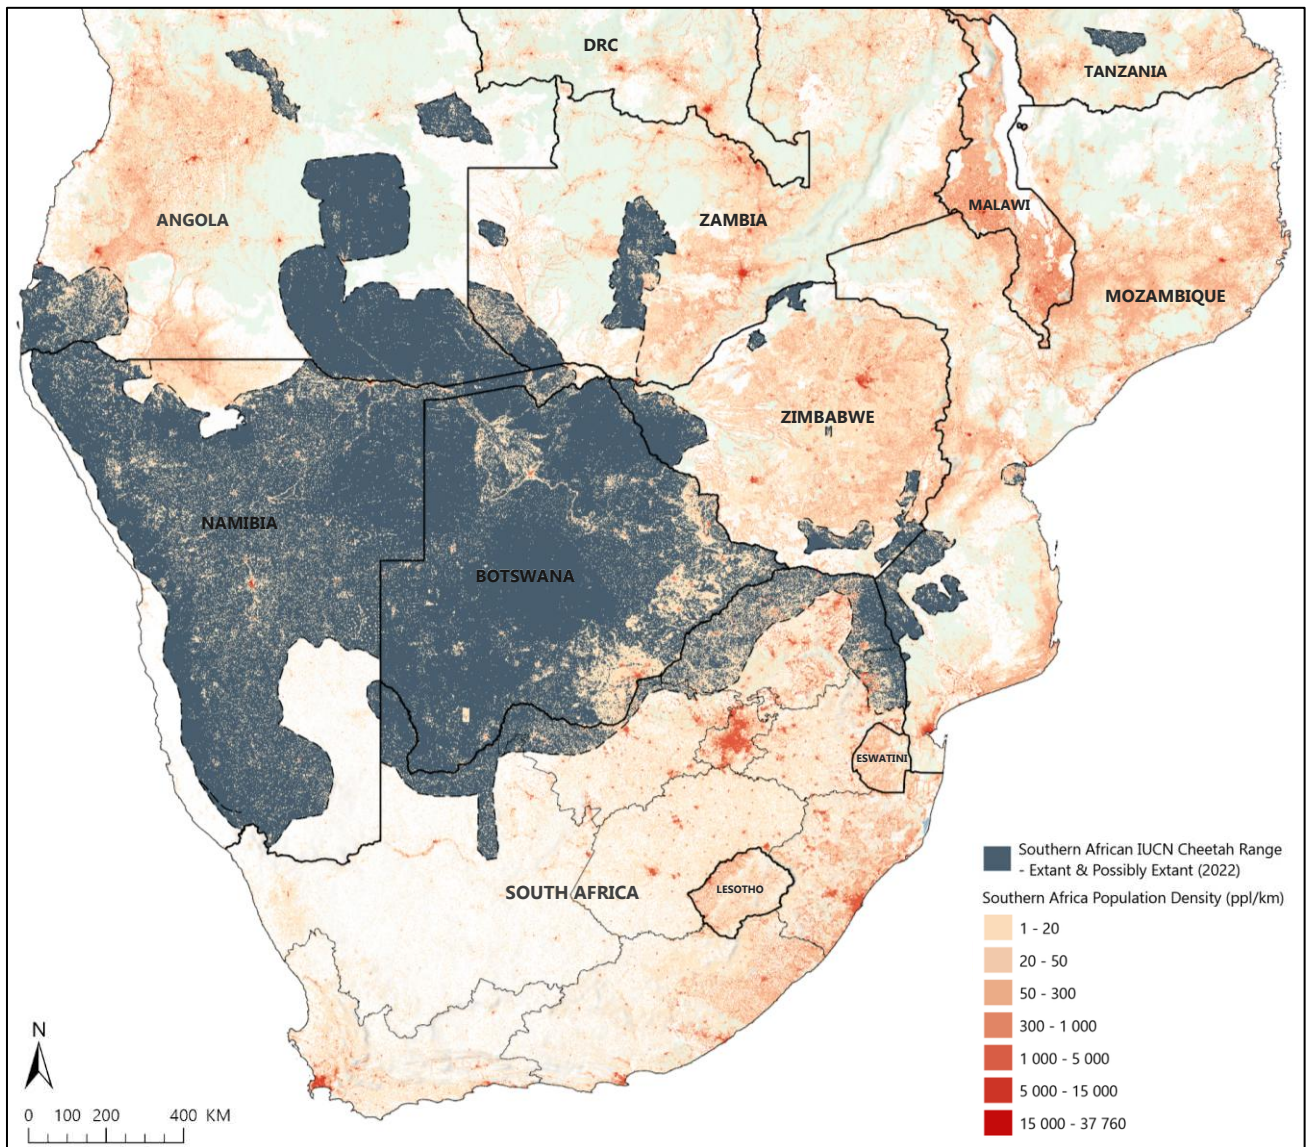 DRC
TANZANIA
ANGOLA
ZAMBIA
MALAWI
MOZAMBIQUE
ZIMBABWE
NAMIBIA
BOTSWANA
ESWATINI
SOUTH AFRICA
LESOTHO
Southern African IUCN Cheetah Range
- Extant & Possibly Extant (2022)
Southern Africa Population Density (ppl/km)
1 - 20
20 - 50
50 - 300
300 - 1 000
1 000 - 5 000
5 000 - 15 000
15 000 - 37 760
N
0 100 200 400 KM